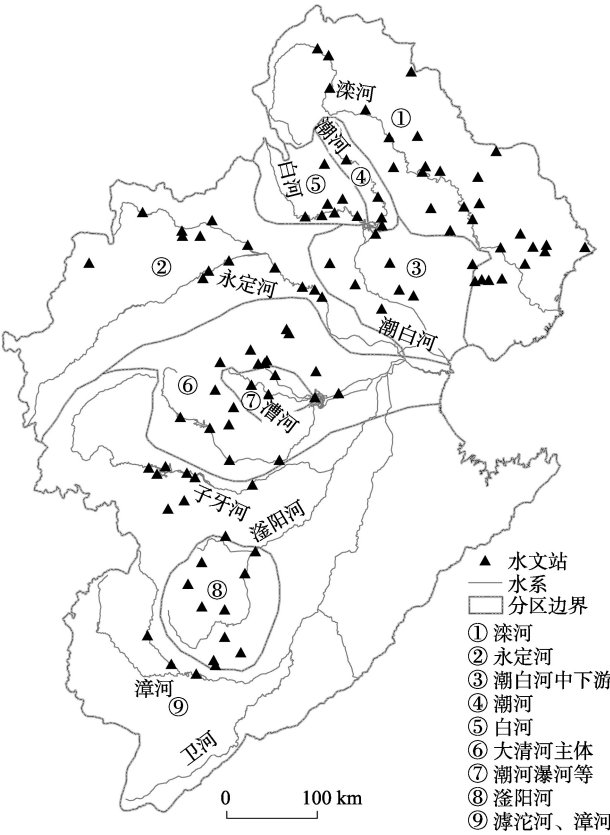 滦河
①
潮河
白河
⑤
④
②
永定河
③
潮白河
⑥
⑦
漕河
子牙河
滏阳河
⑧
漳河
⑨
卫河
0 100 km
水文站
水系
分区边界
①滦河
②永定河
③潮白河中下游
④潮河
⑤白河
⑥大清河主体
⑦潮河瀑河等
⑧滏阳河
⑨滹沱河、漳河